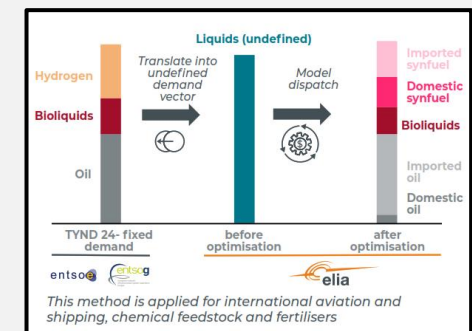 Liquids (undefined)
Translate into
undefined
demand
vector
Model
dispatch
Hydrogen
Bioliquids
Oil
Imported
synfuel
Domestic
synfuel
Bioliquids
Imported
oil
Domestic
oil
TYND 24- fixed
demand
before
optimisation
after
optimisation
entsoe
entsog
elia
This method is applied for international aviation and
shipping, chemical feedstock and fertilisers